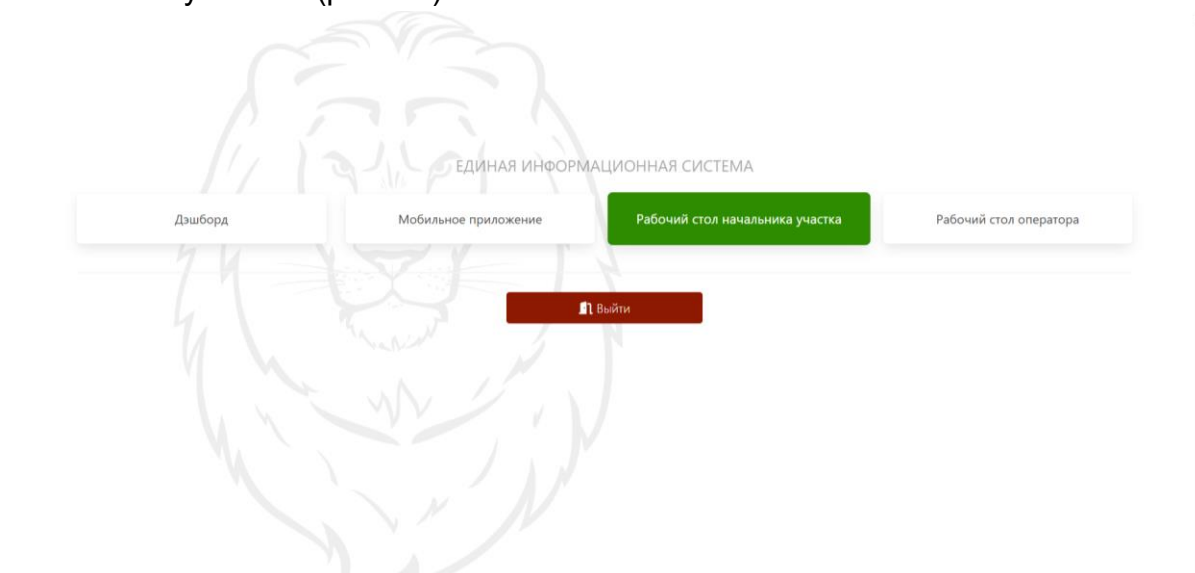 ЕДИНАЯ ИНФОРМАЦИОННАЯ СИСТЕМА
Дэшборд
Мобильное приложение
Рабочий стол начальника участка
Рабочий стол оператора
Выйти